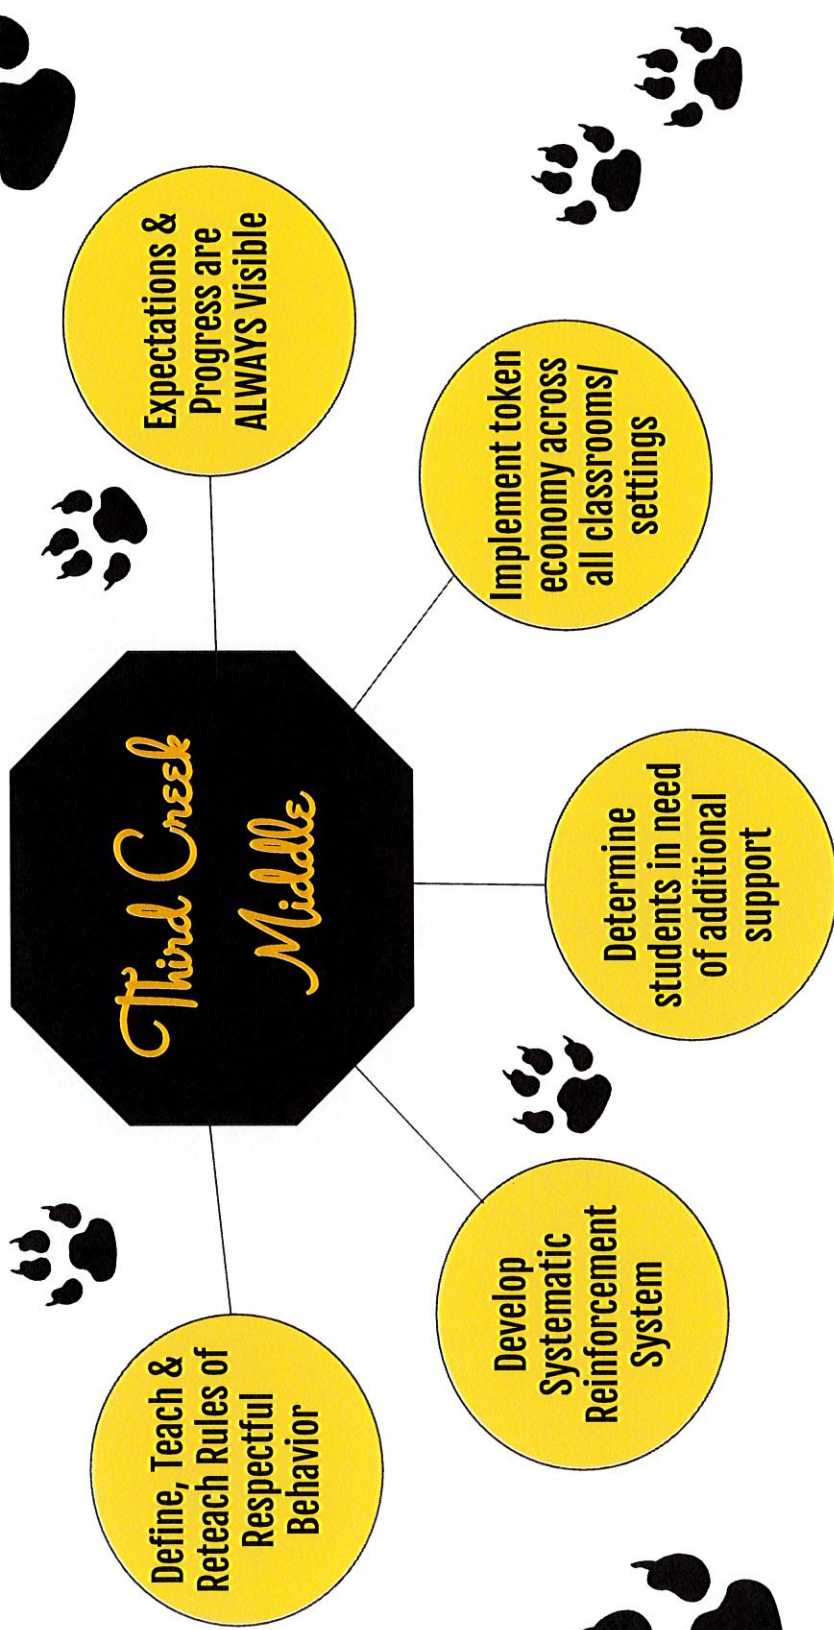 Third Creek
Middle
Define, Teach &
Reteach Rules of
Respectful
Behavior
Develop
Systematic
Reinforcement
System
Determine
students in need
of additional
support
Implement token
economy across
all classrooms/
settings
Expectations &
Progress are
ALWAYS Visible